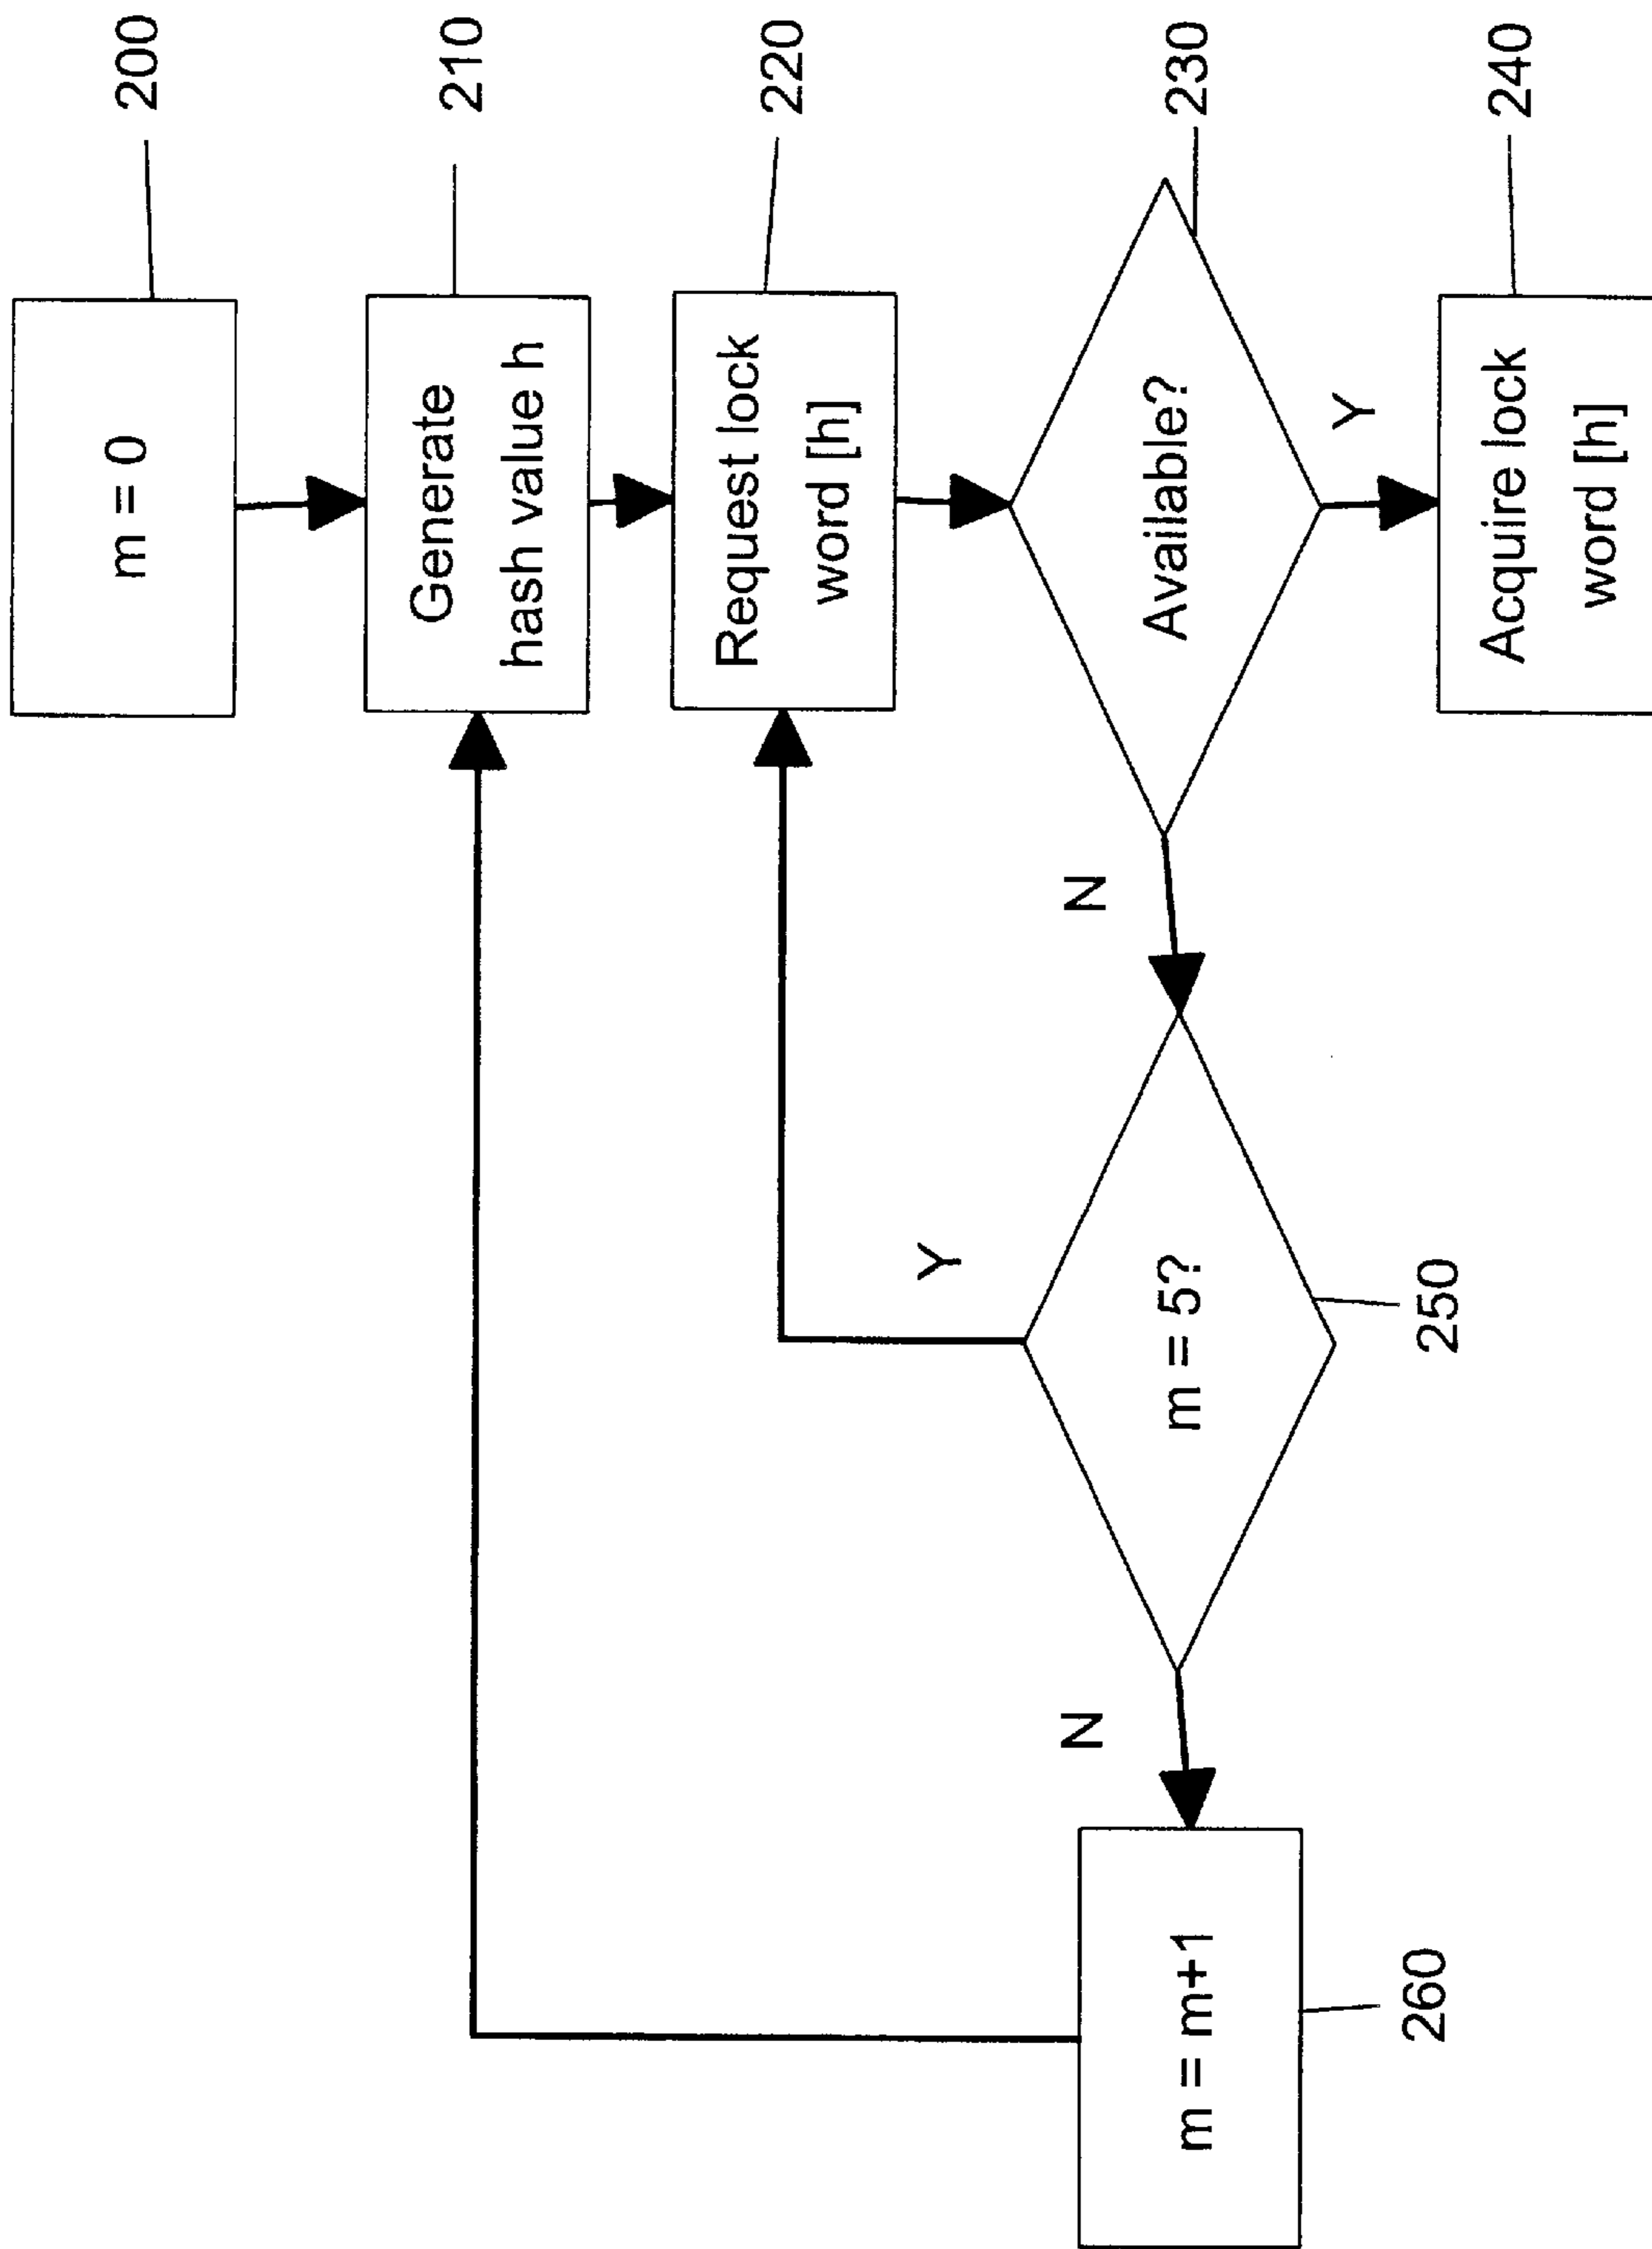 m = 0
200
Generate
hash value h
210
Request lock
word [h]
220
Available?
230
N
Y
Acquire lock
word [h]
240
m = 5?
250
Y
N
m = m+1
260